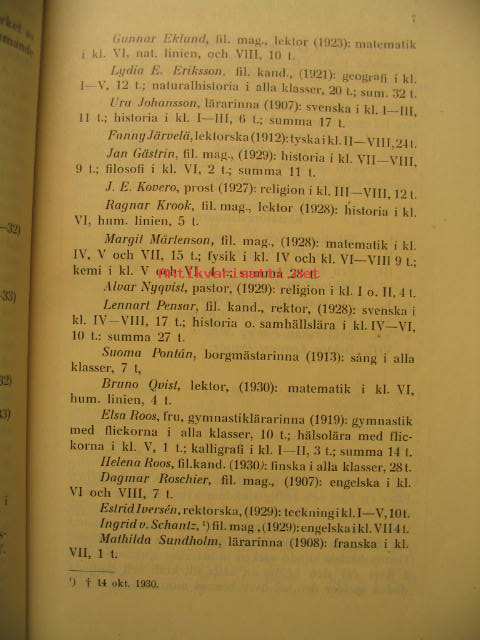 7
Gunnar Eklund, fil. mag., lektor (1923): matematik
i kl. VI, nat. linien, och VIII, 10 t.
Lydia E. Eriksson, fil. kand., (1921): geografi i kl.
I—V, 12 t.; naturalhistoria i alla klasser, 20 t.; sum. 32 t.
Ura Johansson, lärarinna (1907): svenska i kl. I—III,
11 t.; historia i kl. I—III, 6 t.; summa 17 t.
Fanny Järvelä, lektorska (1912): tyska i kl. II—VIII, 24 t.
Jan Gästrin, fil. mag., (1929): historia i kl. VII—VIII,
9 t.; filosofi i kl. VI, 2 t.; summa 11 t.
J. E. Kovero, prost (1927): religion i kl. III—VIII, 12 t.
Ragnar Krook, fil. mag., lektor (1928): historia i kl.
VI, hum. linien, 5 t.
Margit Mårtenson, fil. mag., (1928): matematik i kl.
IV, V och VII, 15 t.; fysik i kl. IV och kl. VI—VIII 9 t.;
kemi i kl. V och VI, 4 t.; summa 28 t.
Alvar Nyqvist, pastor, (1929): religion i kl. I o. II, 4 t.
Lennart Pensar, fil. kand., rektor, (1928): svenska i
kl. IV—VIII, 17 t.; historia o. samhällslära i kl. IV—VI,
10 t.; summa 27 t.
Suoma Pontán, borgmästarinna (1913): sång i alla
klasser, 7 t,
Bruno Qvist, lektor, (1930): matematik i kl. VI,
hum. linien, 4 t.
Elsa Roos, fru, gymnastiklärarinna (1919): gymnastik
med flickorna i alla klasser, 10 t.; hälsolära med flic-
korna i kl. V, 1 t.; kalligrafi i kl. I—II, 3 t.; summa 14 t.
Helena Roos, fil. kand. (1930): finska i alla klasser, 28 t.
Dagmar Roschier, fil. mag., (1907): engelska i kl.
VI och VIII, 7 t.
Estrid Iversén, rektorska, (1929): teckning i kl. I—V, 10 t.
Ingrid v. Schantz, ¹) fil. mag., (1929): engelska i kl. VII 4 t.
Mathilda Sundholm, lärarinna (1908): franska i kl.
VII, 1 t.
¹) † 14 okt. 1930.